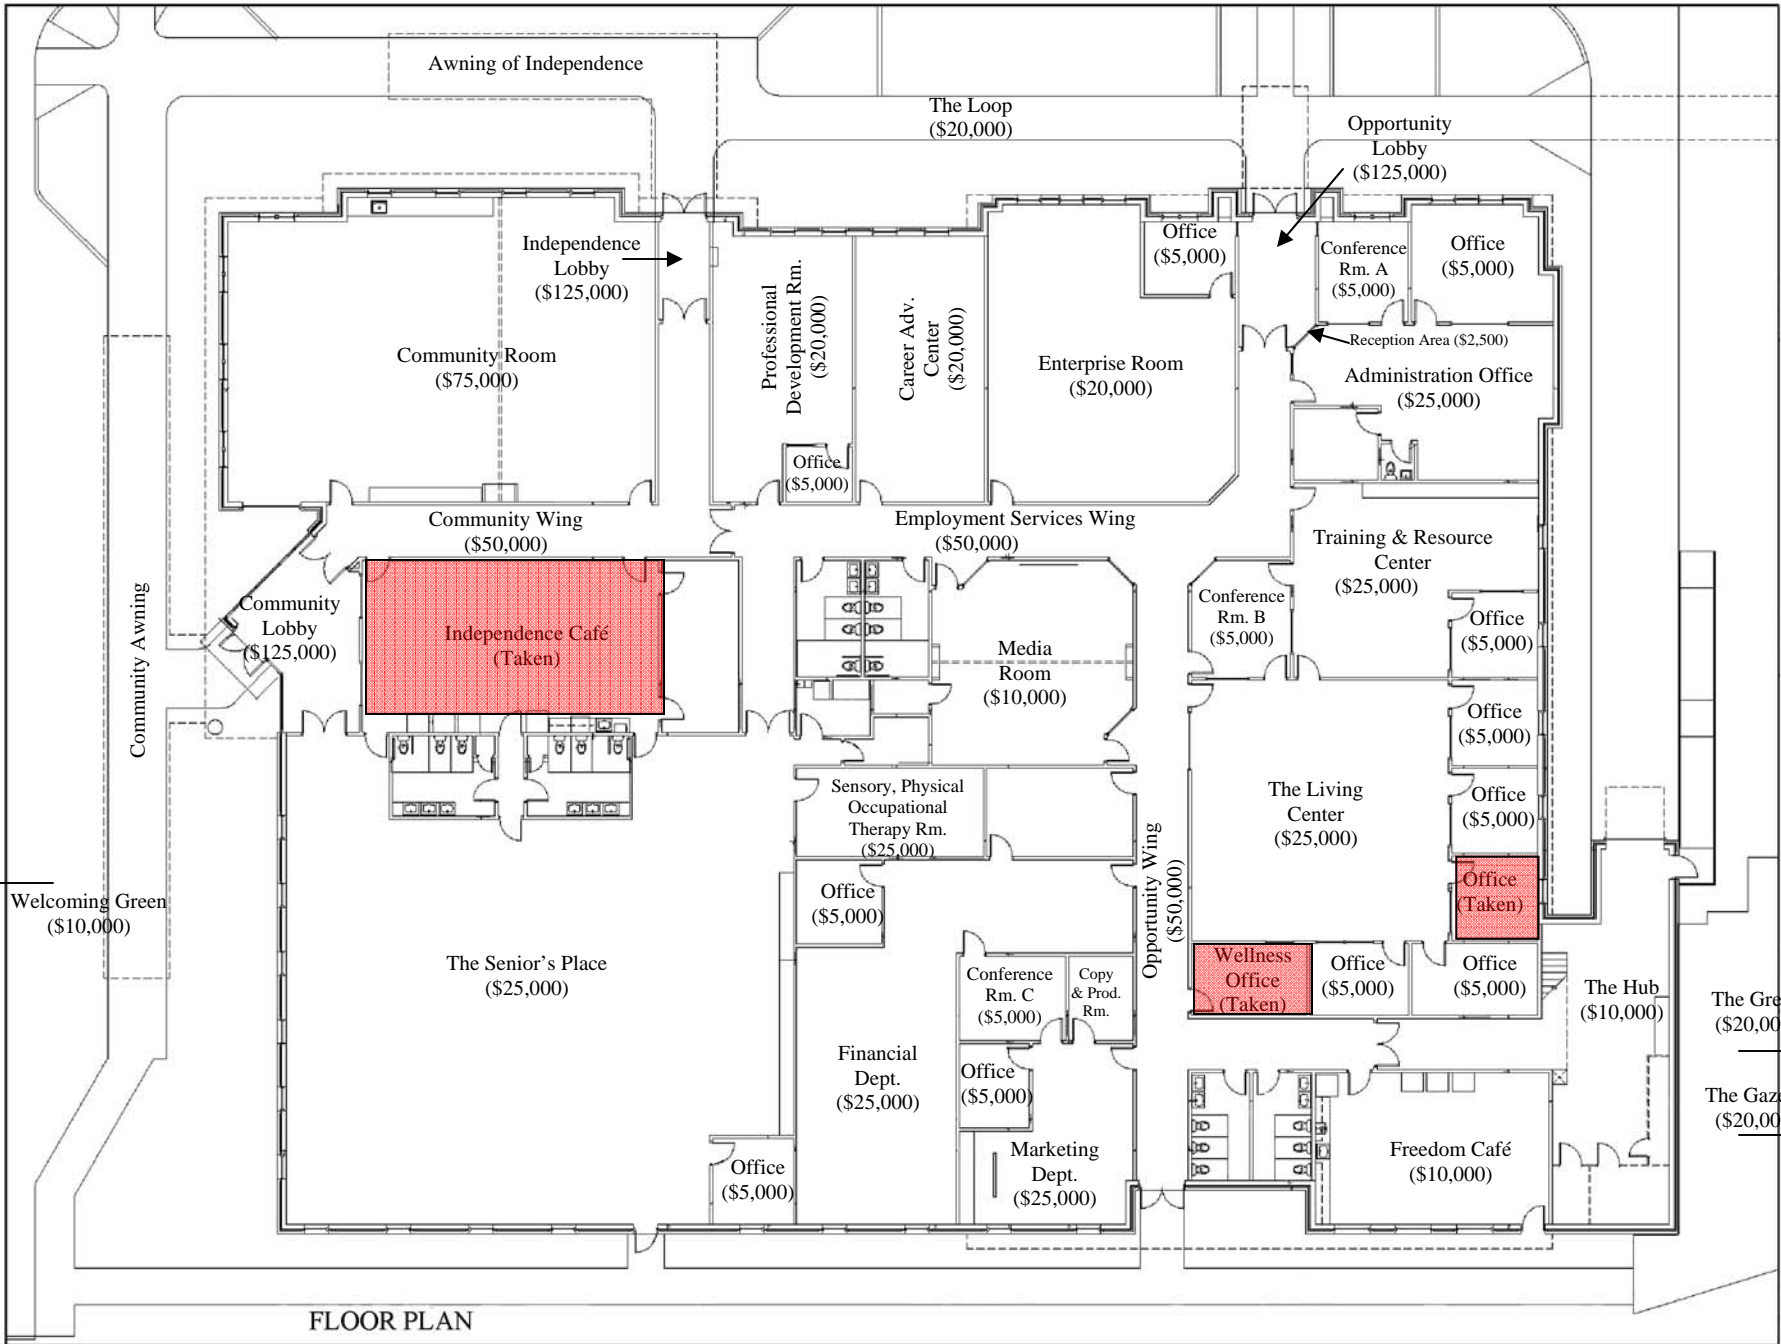 Awning of Independence
The Loop
($20,000)
Opportunity
Lobby
($125,000)
Independence
Lobby
($125,000)
Community Room
($75,000)
Professional
Development Rm.
($20,000)
Office
($5,000)
Career Adv.
Center
($20,000)
Enterprise Room
($20,000)
Office
($5,000)
Conference
Rm. A
($5,000)
Office
($5,000)
Reception Area ($2,500)
Administration Office
($25,000)
Community Wing
($50,000)
Employment Services Wing
($50,000)
Training & Resource
Center
($25,000)
Community Awning
Community
Lobby
($125,000)
Independence Café
(Taken)
Media
Room
($10,000)
Conference
Rm. B
($5,000)
Office
($5,000)
Office
($5,000)
Office
($5,000)
Office
(Taken)
The Living
Center
($25,000)
Sensory, Physical
Occupational
Therapy Rm.
($25,000)
Opportunity Wing
($50,000)
Welcoming Green
($10,000)
Office
($5,000)
The Senior's Place
($25,000)
Conference
Rm. C
($5,000)
Copy
& Prod.
Rm.
Wellness
Office
(Taken)
Office
($5,000)
Office
($5,000)
The Hub
($10,000)
The Gre
($20,00
Financial
Dept.
($25,000)
Office
($5,000)
The Gaz
($20,00
Office
($5,000)
Marketing
Dept.
($25,000)
Freedom Café
($10,000)
FLOOR PLAN